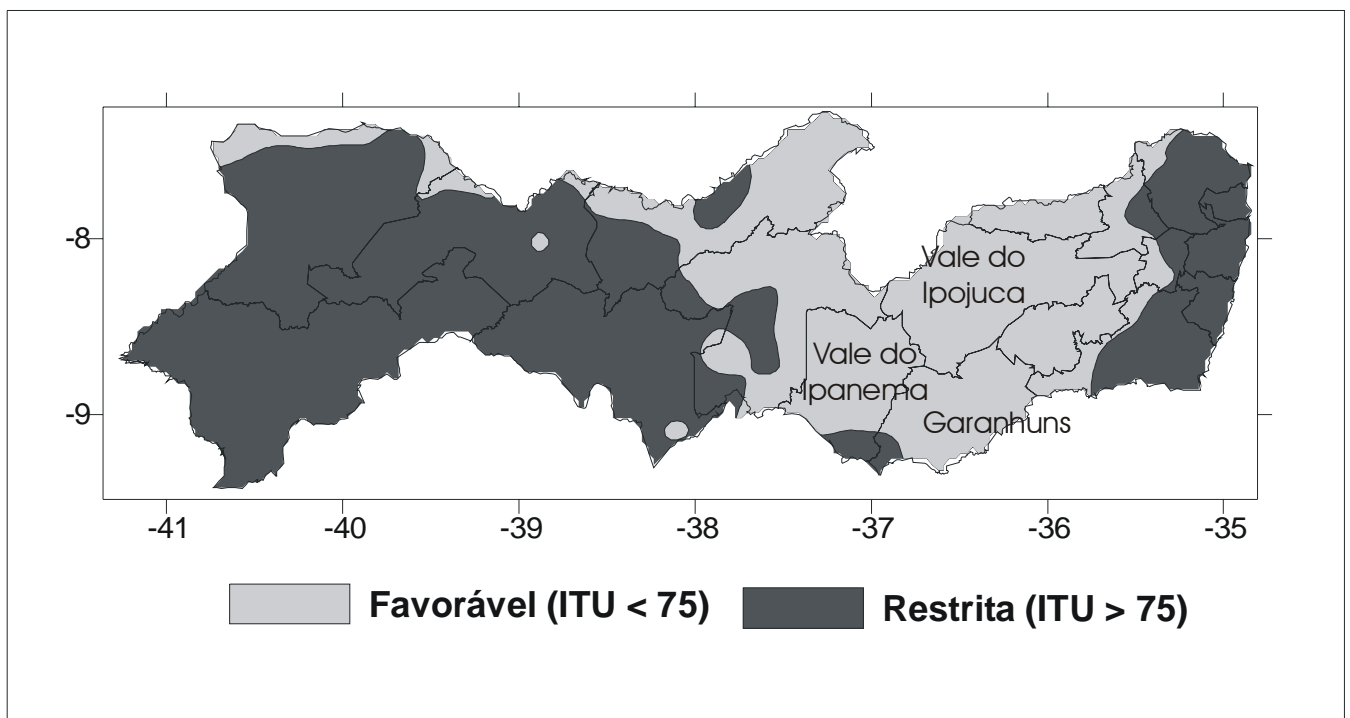 -8
-9
Vale do
Ipojuca
Vale do
Ipanema
Garanhuns
-41 -40 -39 -38 -37 -36 -35
Favorável (ITU < 75) Restrita (ITU > 75)